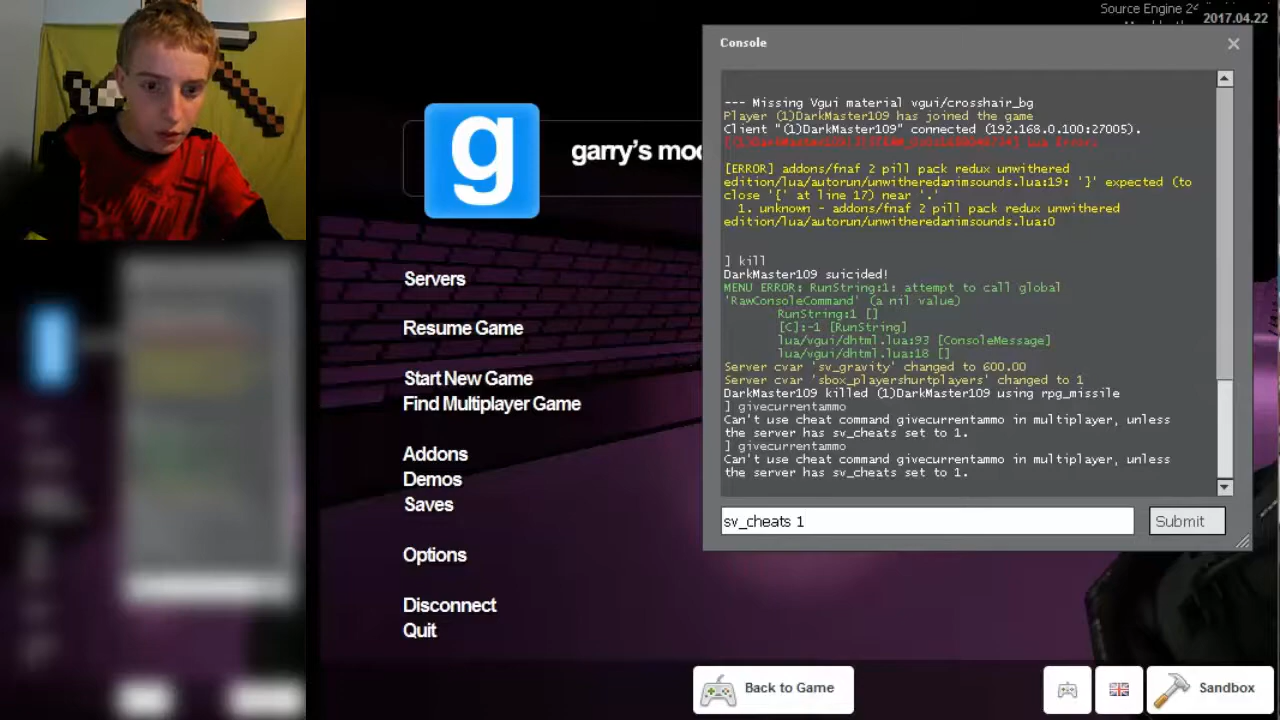 Source Engine 24
2017.04.22
Console
--- Missing Vgui material vgui/crosshair_bg
Player (1)DarkMaster109 has joined the game
Client "(1)DarkMaster109" connected (192.168.0.100:27005).
Lua Error:
[ERROR] addons/fnaf 2 pill pack redux unwithered
edition/lua/autorun/unwitheredanimsounds.lua:19: '}' expected (to
close '{' at line 17) near '.'
1. unknown - addons/fnaf 2 pill pack redux unwithered
edition/lua/autorun/unwitheredanimsounds.lua:0
] kill
DarkMaster109 suicided!
MENU ERROR: RunString:1: attempt to call global
'RawConsoleCommand' (a nil value)
RunString:1 []
[C]:-1 [RunString]
lua/vgui/dhtml.lua:93 [ConsoleMessage]
lua/vgui/dhtml.lua:18 []
Server cvar 'sv_gravity' changed to 600.00
Server cvar 'sbox_playershurtplayers' changed to 1
DarkMaster109 killed (1)DarkMaster109 using rpg_missile
] givecurrentammo
Can't use cheat command givecurrentammo in multiplayer, unless
the server has sv_cheats set to 1.
] givecurrentammo
Can't use cheat command givecurrentammo in multiplayer, unless
the server has sv_cheats set to 1.
sv_cheats 1
Submit
g
garry's mod
Servers
Resume Game
Start New Game
Find Multiplayer Game
Addons
Demos
Saves
Options
Disconnect
Quit
Back to Game
Sandbox